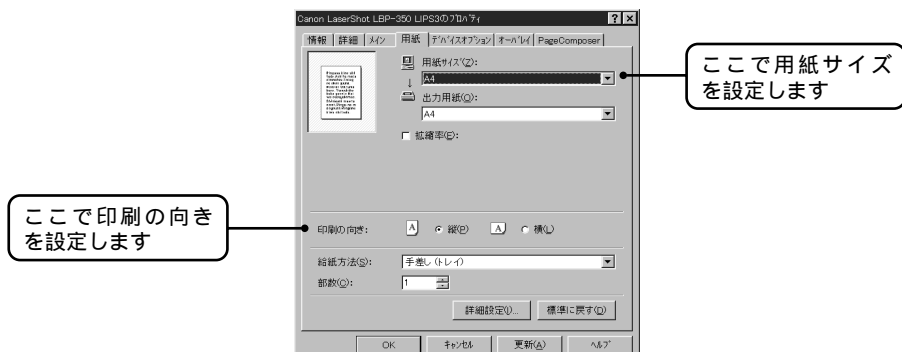 Canon LaserShot LBP-350 LIPS3のﾌﾟﾛﾊﾟﾃｨ
情報 詳細 ﾒｲﾝ 用紙 ﾃﾞﾊﾞｲｽｵﾌﾟｼｮﾝ ｵｰﾊﾞﾚｲ PageComposer
用紙ｻｲｽﾞ(Z):
A4
ここで用紙サイズ
を設定します
出力用紙(O):
A4
拡縮率(E):
ここで印刷の向き
を設定します
印刷の向き: A 縦(P) A 横(L)
給紙方法(S): 手差し (トレイ)
部数(C): 1
詳細設定(I)... 標準に戻す(D)
OK ｷｬﾝｾﾙ 更新(A) ﾍﾙﾌﾟ